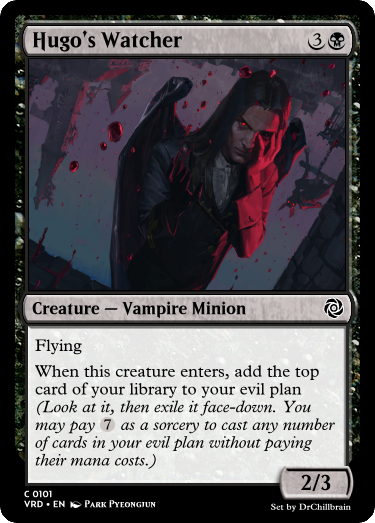 Hugo's Watcher 3
Creature — Vampire Minion
Flying
When this creature enters, add the top
card of your library to your evil plan
(Look at it, then exile it face-down. You
may pay 7 as a sorcery to cast any number
of cards in your evil plan without paying
their mana costs.)
2/3
C 0101
VRD • EN Park Pyeongjun
Set by DrChillbrain